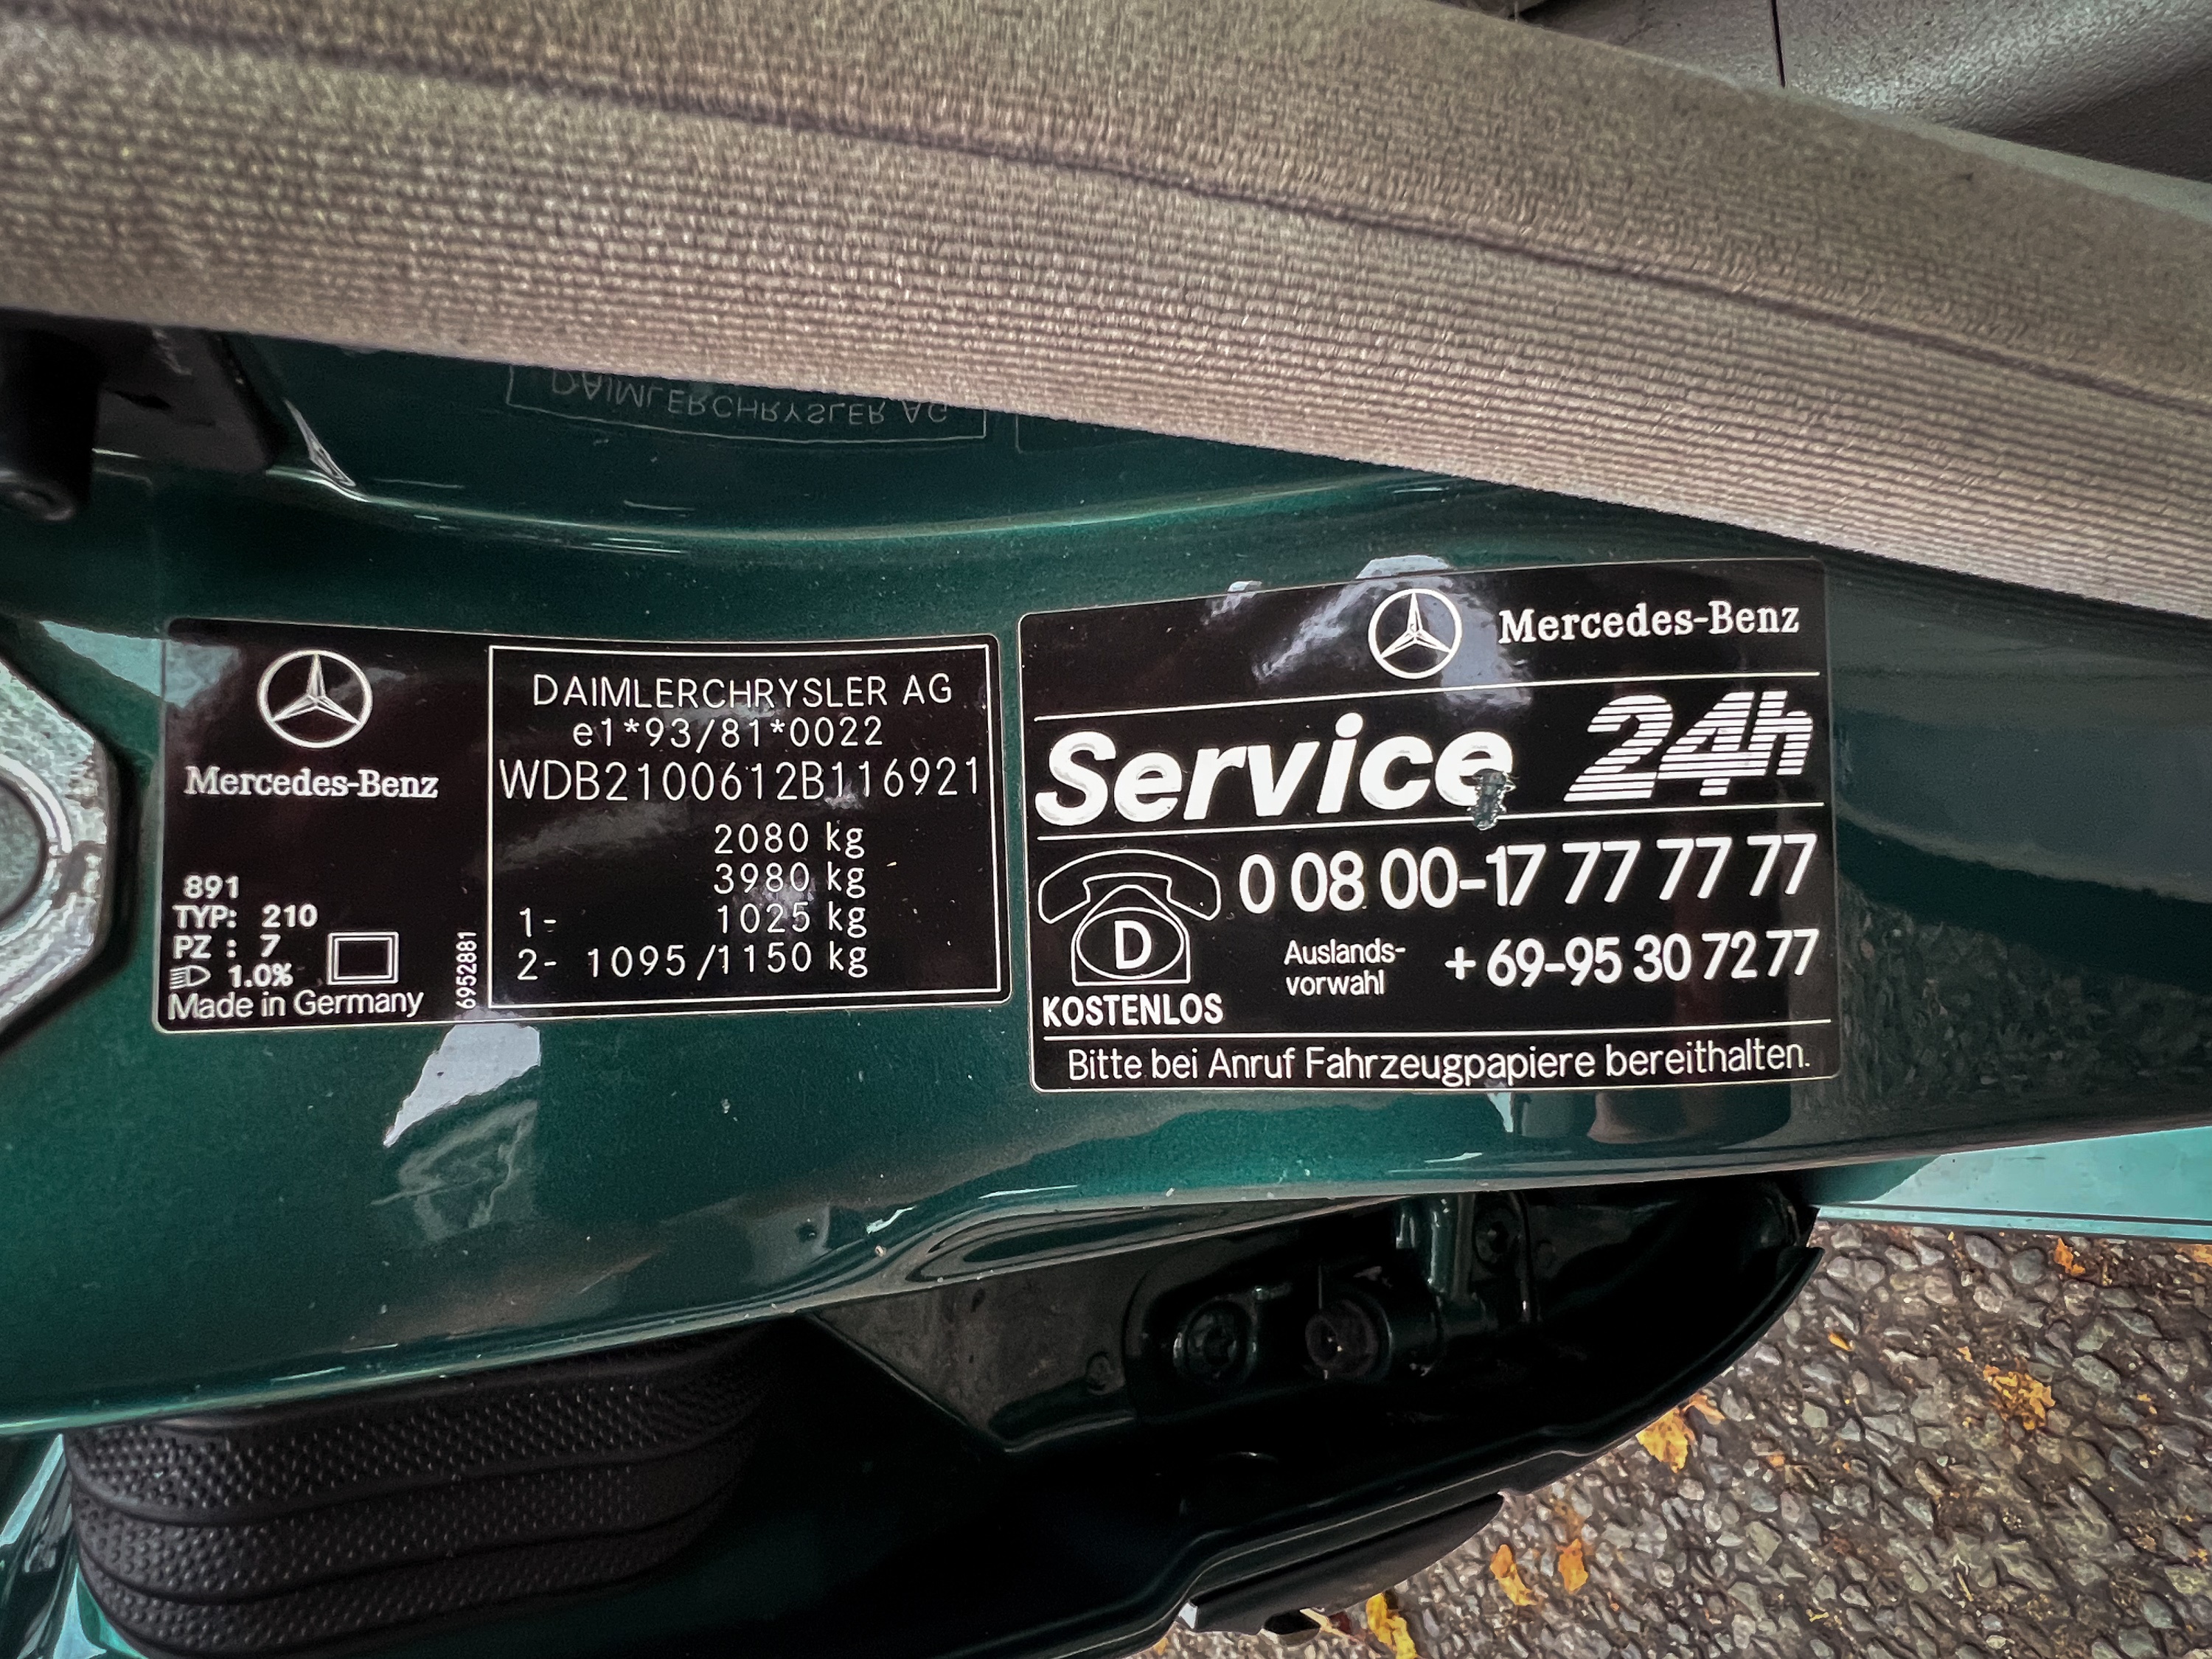 Mercedes-Benz
891
TYP: 210
PZ : 7
1.0%
Made in Germany
6952881
DAIMLERCHRYSLER AG
e1*93/81*0022
WDB2100612B116921
2080 kg
3980 kg
1- 1025 kg
2- 1095/1150 kg
Mercedes-Benz
Service 24h
0 08 00-17 77 77 77
D
KOSTENLOS
Auslands-
vorwahl
+ 69-95 30 72 77
Bitte bei Anruf Fahrzeugpapiere bereithalten.
DAIMLERCHRYSLER AG